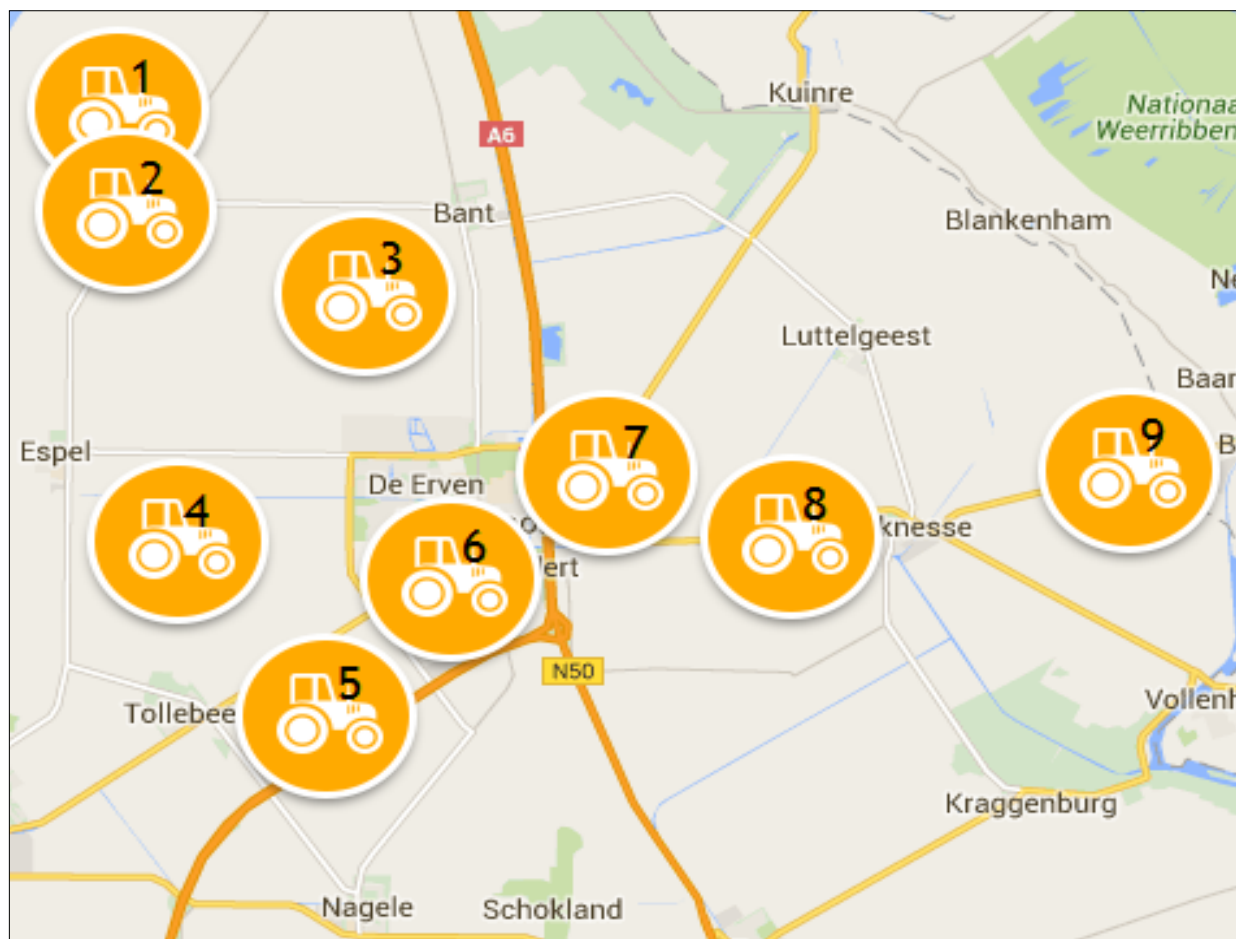 1
A6
Kuinre
Nationaa
Weerribben
2
Bant
Blankenham
3
Ne
Luttelgeest
Baar
Espel
7
9
B
De Erven
4
8
6
knesse
lert
5
N50
Tollebee
Vollenh
Kraggenburg
Nagele
Schokland